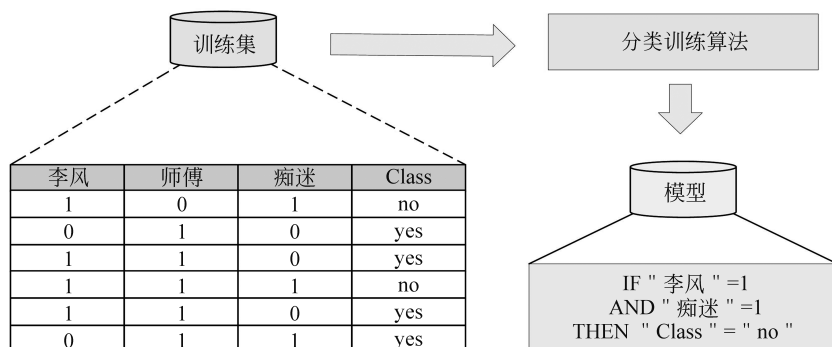 训练集
分类训练算法
李风 师傅 痴迷 Class
1 0 1 no
0 1 0 yes
1 1 0 yes
1 1 1 no
1 1 0 yes
0 1 1 yes
模型
IF " 李风 " =1
AND " 痴迷 " =1
THEN " Class " = " no "